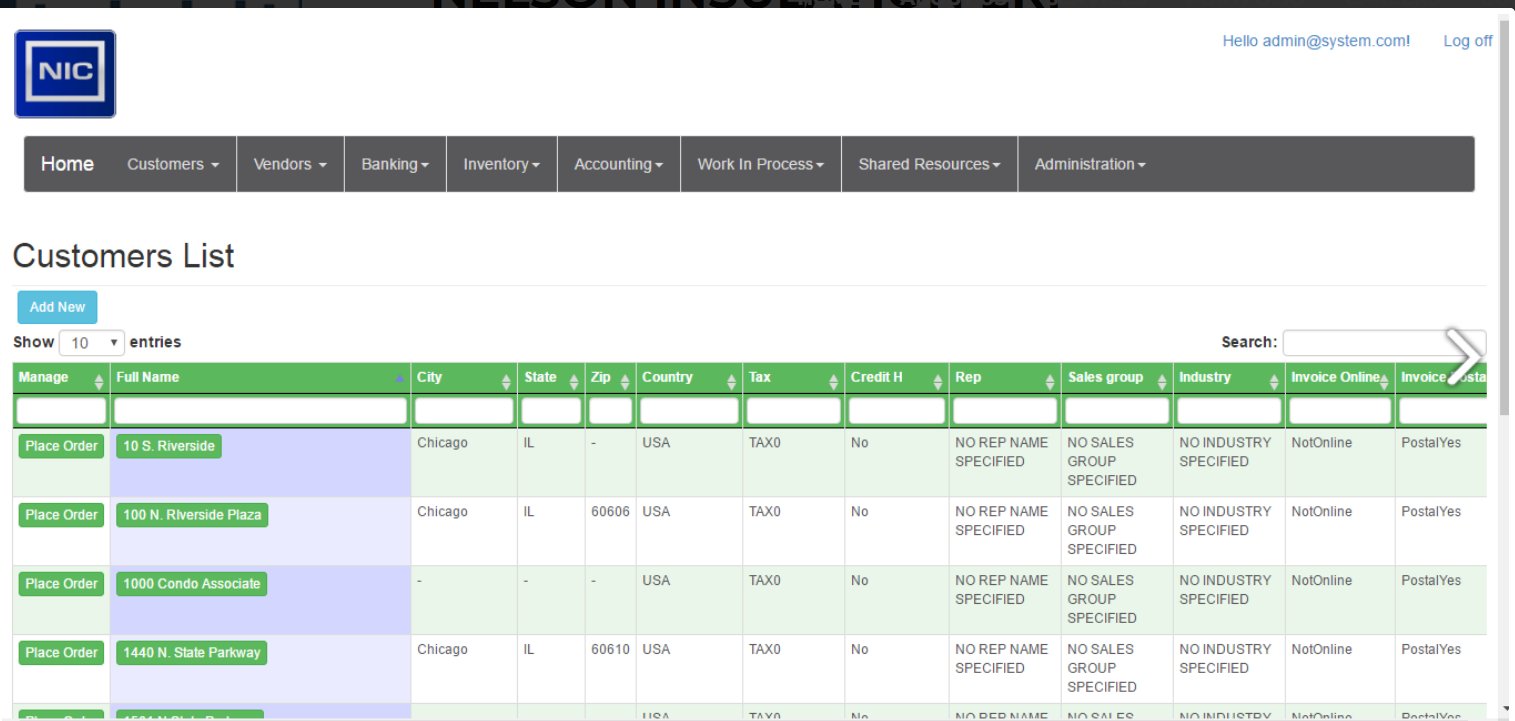 NELSON INSUL
NIC
Hello admin@system.com! Log off
Home Customers Vendors Banking Inventory Accounting Work In Process Shared Resources Administration
Customers List
Add New
Show 10 entries Search:
Manage Full Name City State Zip Country Tax Credit H Rep Sales group Industry Invoice Online Invoice
Place Order 10 S. Riverside Chicago IL - USA TAX0 No NO REP NAME NO SALES NO INDUSTRY NotOnline PostalYes
SPECIFIED GROUP SPECIFIED
SPECIFIED
Place Order 100 N. RIverside Plaza Chicago IL 60606 USA TAX0 No NO REP NAME NO SALES NO INDUSTRY NotOnline PostalYes
SPECIFIED GROUP SPECIFIED
SPECIFIED
Place Order 1000 Condo Associate - - - USA TAX0 No NO REP NAME NO SALES NO INDUSTRY NotOnline PostalYes
SPECIFIED GROUP SPECIFIED
SPECIFIED
Place Order 1440 N. State Parkway Chicago IL 60610 USA TAX0 No NO REP NAME NO SALES NO INDUSTRY NotOnline PostalYes
SPECIFIED GROUP SPECIFIED
SPECIFIED
USA TAX0 No NO REP NAME NO SALES NO INDUSTRY NotOnline PostalYes